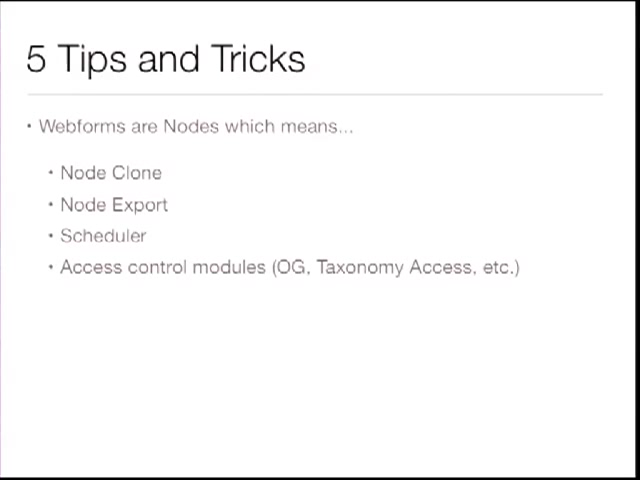 5 Tips and Tricks
• Webforms are Nodes which means...
• Node Clone
• Node Export
• Scheduler
• Access control modules (OG, Taxonomy Access, etc.)